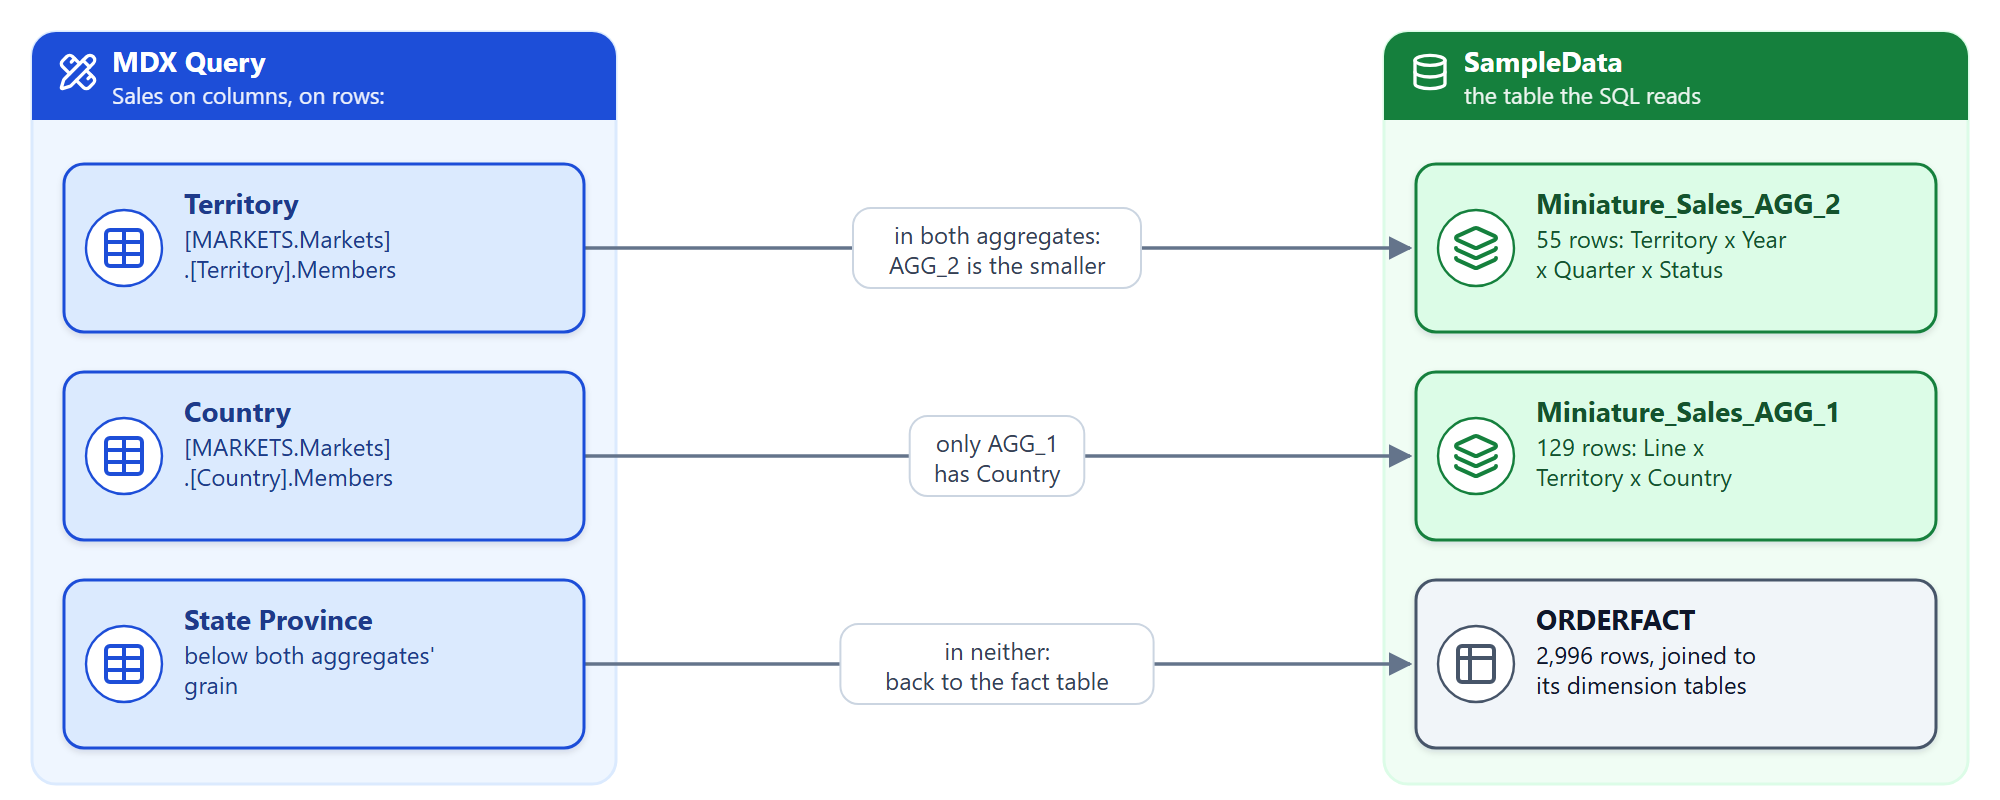 MDX Query
Sales on columns, on rows:
Territory
[MARKETS.Markets]
.[Territory].Members
Country
[MARKETS.Markets]
.[Country].Members
State Province
below both aggregates'
grain
in both aggregates:
AGG_2 is the smaller
only AGG_1
has Country
in neither:
back to the fact table
SampleData
the table the SQL reads
Miniature_Sales_AGG_2
55 rows: Territory x Year
x Quarter x Status
Miniature_Sales_AGG_1
129 rows: Line x
Territory x Country
ORDERFACT
2,996 rows, joined to
its dimension tables